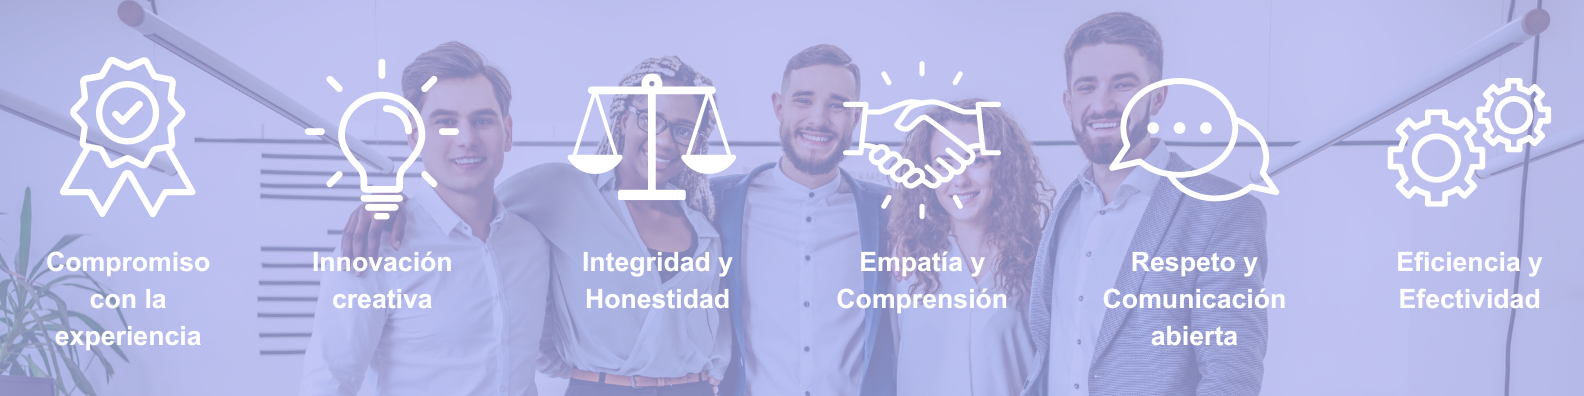 Compromiso
con la
experiencia
Innovación
creativa
Integridad y
Honestidad
Empatía y
Comprensión
Respeto y
Comunicación
abierta
Eficiencia y
Efectividad